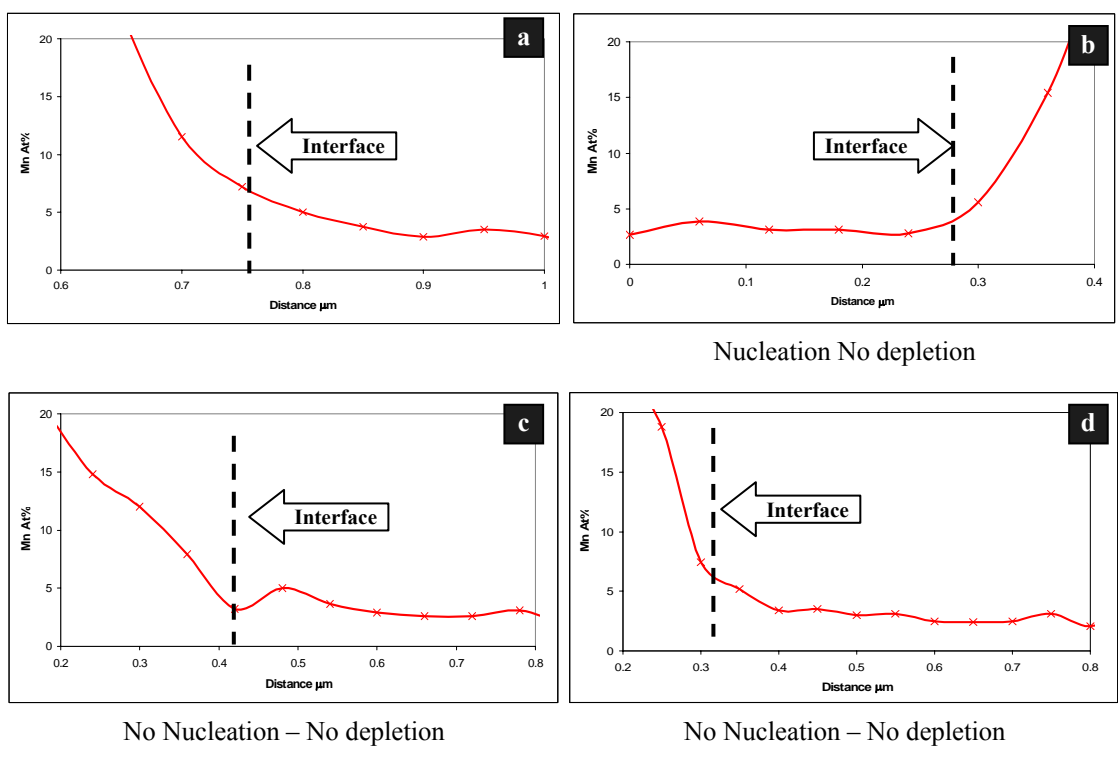 a
20
15
10
5
0
Mn At%
Interface
0.6 0.7 0.8 0.9 1
Distance µm
b
20
15
10
5
0
Mn At%
Interface
0 0.1 0.2 0.3 0.4
Distance µm
Nucleation No depletion
c
20
15
10
5
0
Mn At%
Interface
0.2 0.3 0.4 0.5 0.6 0.7 0.8
Distance µm
No Nucleation – No depletion
d
20
15
10
5
0
Mn At%
Interface
0.2 0.3 0.4 0.5 0.6 0.7 0.8
Distance µm
No Nucleation – No depletion